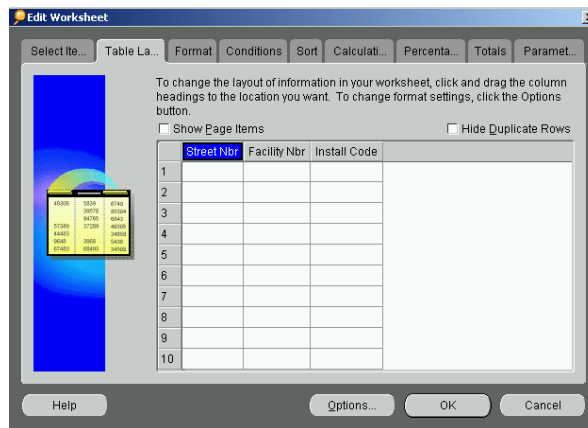 Edit Worksheet
Select Ite... Table La... Format Conditions Sort Calculati... Percenta... Totals Paramet...
To change the layout of information in your worksheet, click and drag the column
headings to the location you want. To change format settings, click the Options
button.
Show Page Items Hide Duplicate Rows
Street Nbr Facility Nbr Install Code
1
2
3
4
5
6
7
8
9
10
Help Options... OK Cancel